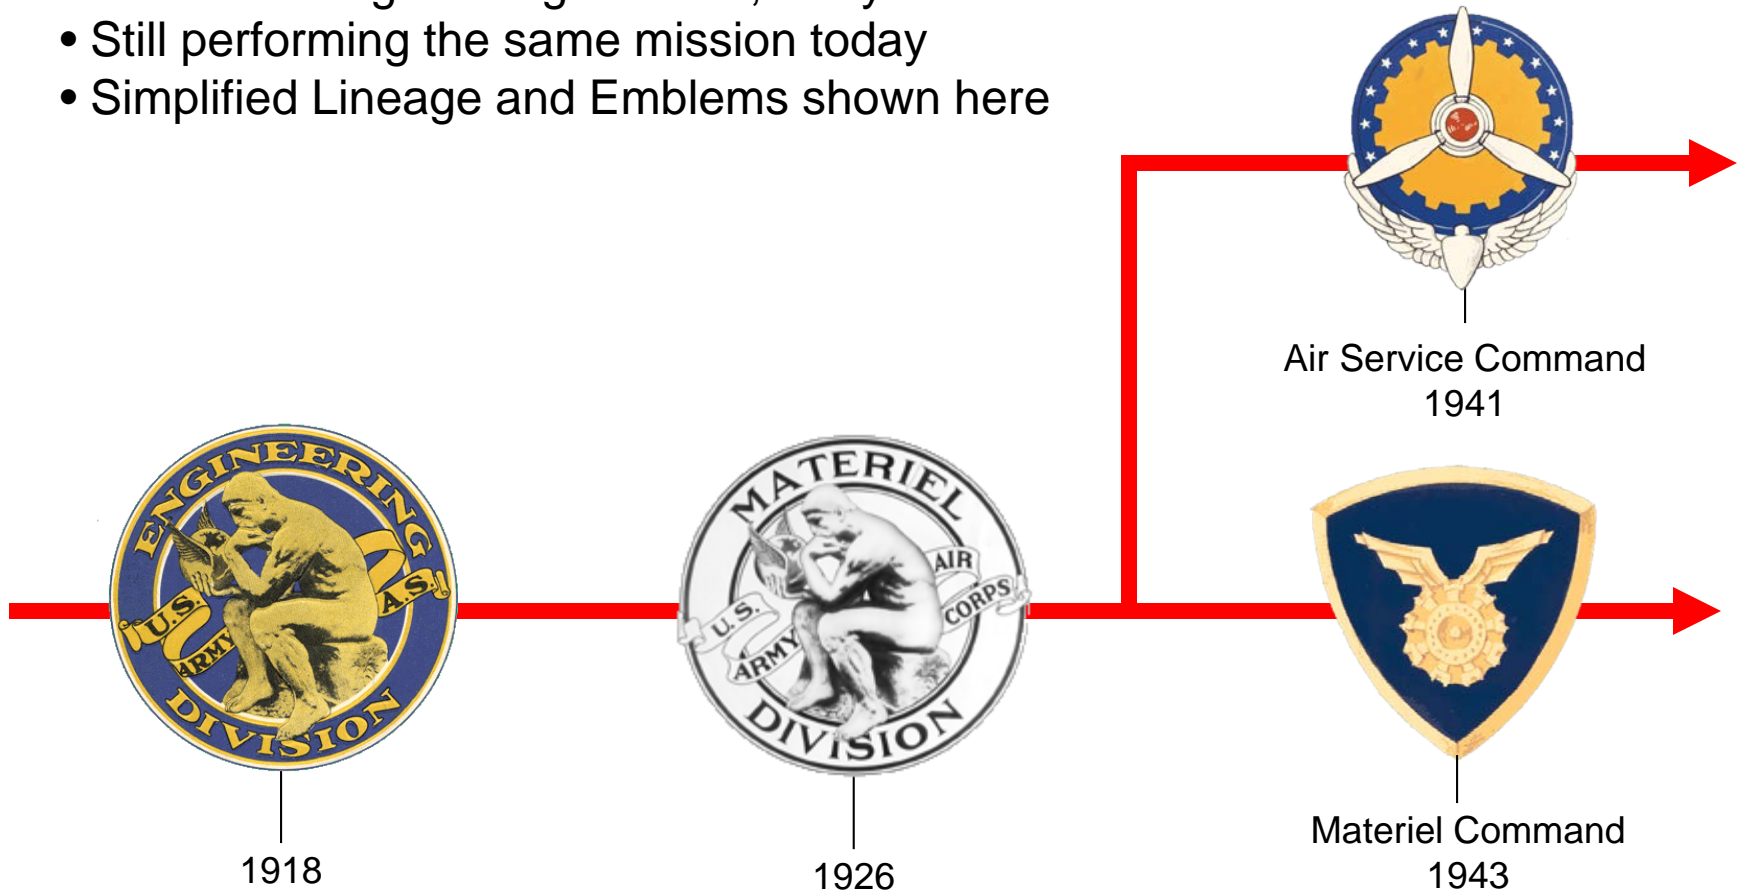 • Still performing the same mission today
• Simplified Lineage and Emblems shown here
Air Service Command
1941
ENGINEERING
U.S.
ARMY
A.S.
DIVISION
1918
MATERIEL
U. S.
ARMY
AIR
CORPS
DIVISION
1926
Materiel Command
1943